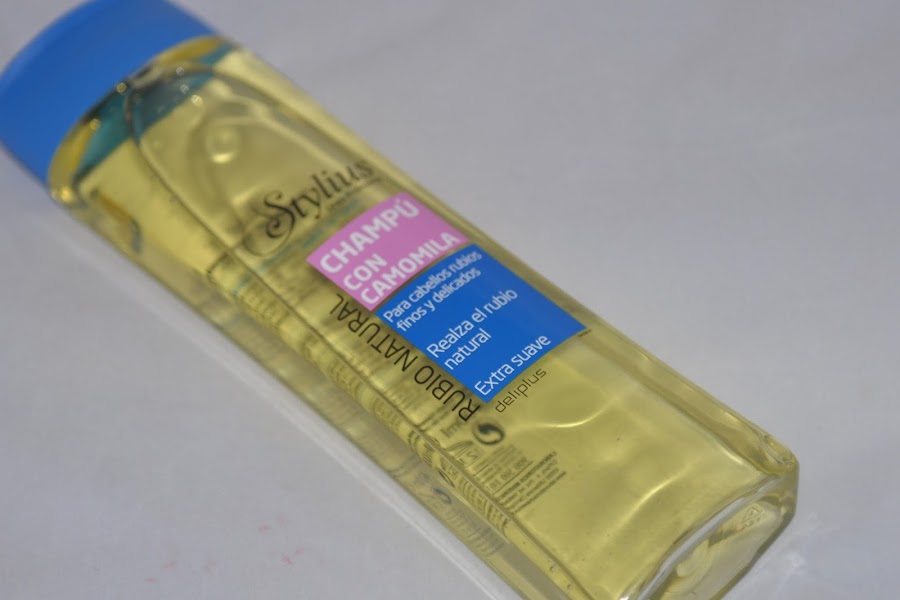 Stylius
CHAMPÚ
CON
CAMOMILA
Para cabellos rubios
finos y delicados
Realza el rubio
natural
Extra suave
RUBIO NATURAL
deliplus